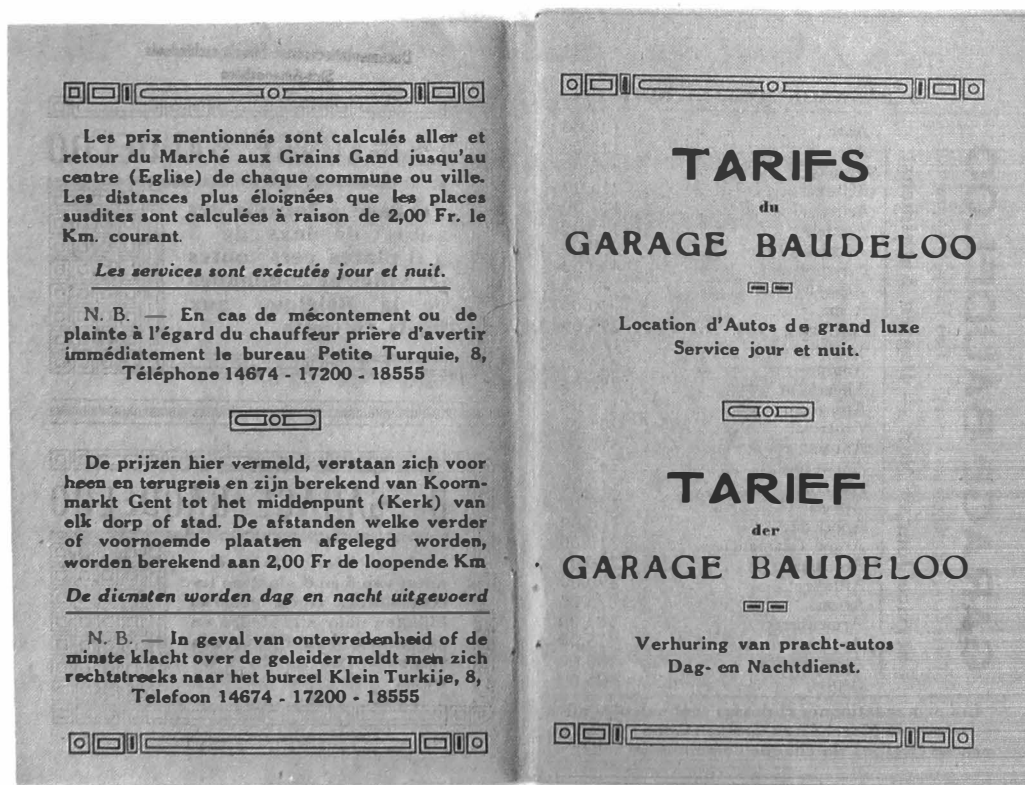 Les prix mentionnés sont calculés aller et
retour du Marché aux Grains Gand jusqu'au
centre (Eglise) de chaque commune ou ville.
Les distances plus éloignées que les places
susdites sont calculées à raison de 2,00 Fr. le
Km. courant.
Les services sont exécutés jour et nuit.
N. B. — En cas de mécontement ou de
plainte à l'égard du chauffeur prière d'avertir
immédiatement le bureau Petite Turquie, 8,
Téléphone 14674 - 17200 - 18555
De prijzen hier vermeld, verstaan zich voor
heen en terugreis en zijn berekend van Koorn-
markt Gent tot het middenpunt (Kerk) van
elk dorp of stad. De afstanden welke verder
of voornoemde plaatsen afgelegd worden,
worden berekend aan 2,00 Fr de loopende Km
De diensten worden dag en nacht uitgevoerd
N. B. — In geval van ontevredenheid of de
minste klacht over de geleider meldt men zich
rechtstreeks naar het bureel Klein Turkije, 8,
Telefoon 14674 - 17200 - 18555
TARIFS
du
GARAGE BAUDELOO
Location d'Autos de grand luxe
Service jour et nuit.
TARIEF
der
GARAGE BAUDELOO
Verhuring van pracht-autos
Dag- en Nachtdienst.